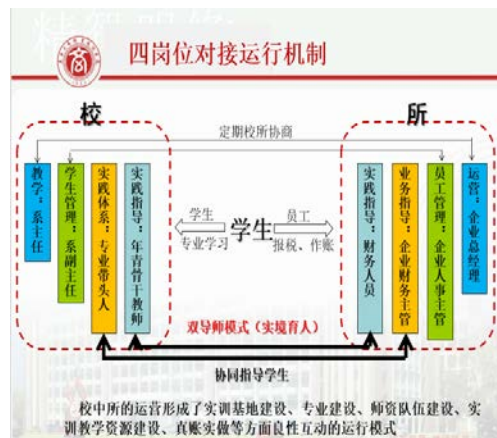 四岗位对接运行机制
校
所
定期校所协商
教学：系主任
学生管理：系副主任
实践体系：专业带头人
实践指导：年青骨干教师
学生
专业学习
学生
员工
报税、作账
实践指导：财务人员
业务指导：企业财务主管
员工管理：企业人事主管
运营：企业总经理
双导师模式（实境育人）
协同指导学生
校中所的运营形成了实训基地建设、专业建设、师资队伍建设、实
训教学资源建设、真账实做等方面良性互动的运行模式